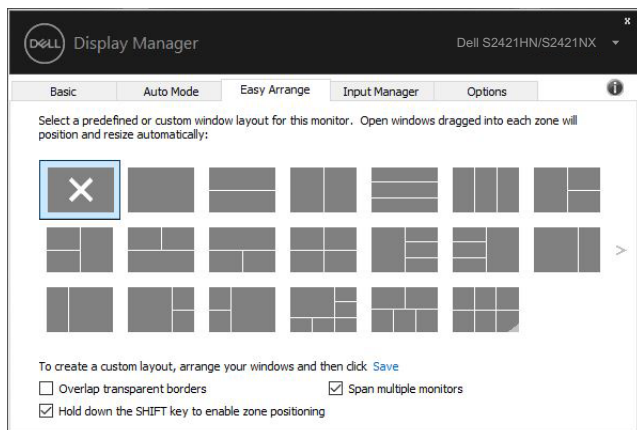 x
DELL Display Manager
Dell S2421HN/S2421NX
Basic Auto Mode Easy Arrange Input Manager Options
Select a predefined or custom window layout for this monitor. Open windows dragged into each zone will
position and resize automatically:
To create a custom layout, arrange your windows and then click Save
Overlap transparent borders
Span multiple monitors
Hold down the SHIFT key to enable zone positioning